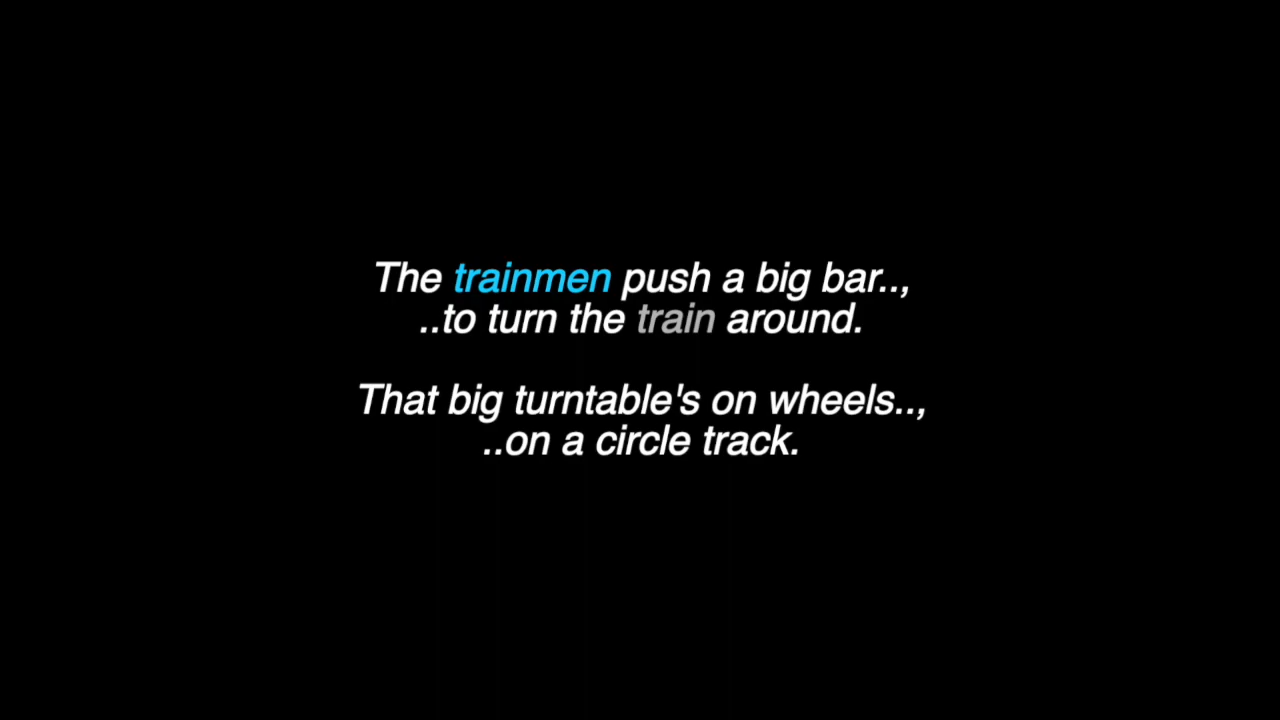 The trainmen push a big bar..,
..to turn the train around.
That big turntable's on wheels..,
..on a circle track.